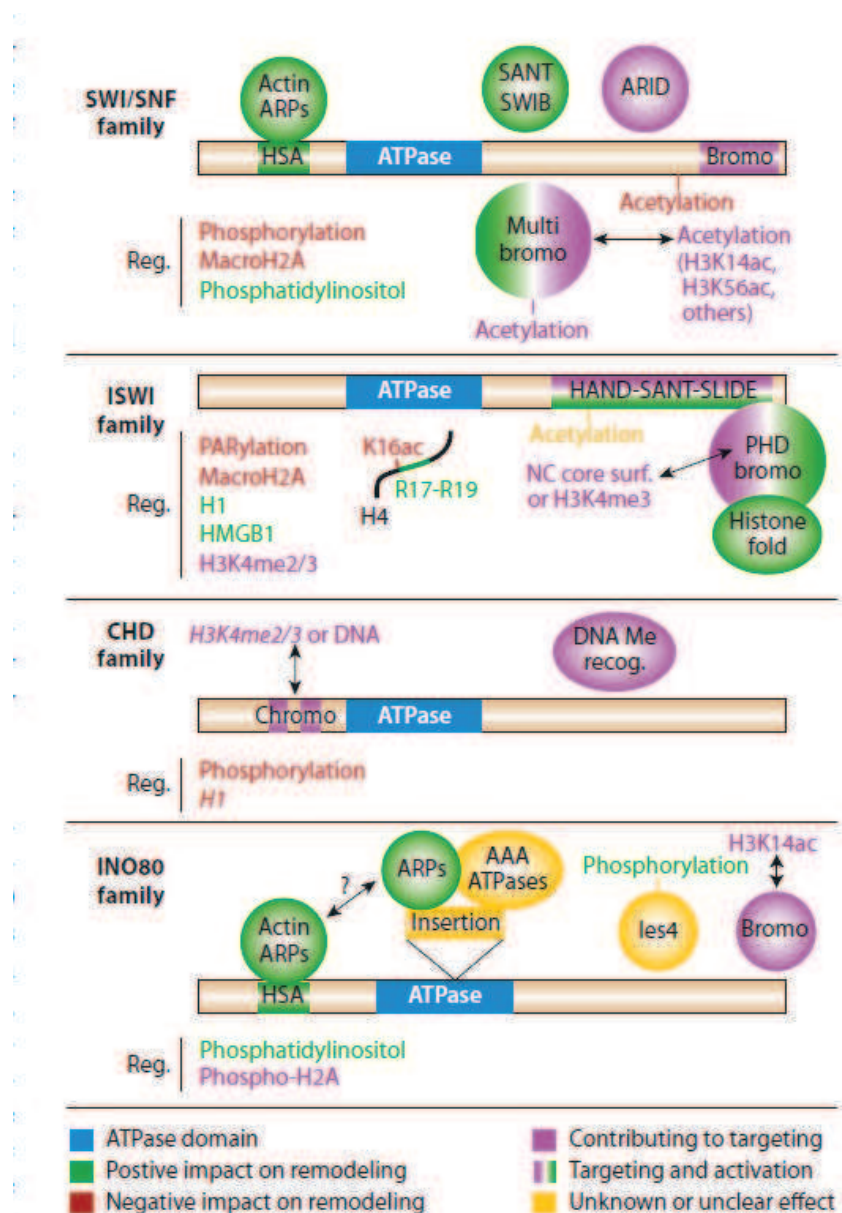 SWI/SNF
family
Actin
ARPs
SANT
SWIB
ARID
HSA
ATPase
Bromo
Acetylation
Multi
bromo
Acetylation
(H3K14ac,
H3K56ac,
others)
Acetylation
Reg.
Phosphorylation
MacroH2A
Phosphatidylinositol
ISWI
family
ATPase
HAND-SANT-SLIDE
Acetylation
PHD
bromo
NC core surf.
or H3K4me3
Histone
fold
K16ac
R17-R19
H4
Reg.
PARylation
MacroH2A
H1
HMGB1
H3K4me2/3
CHD
family
H3K4me2/3 or DNA
DNA Me
recog.
Chromo
ATPase
Reg.
Phosphorylation
H1
INO80
family
ARPs
AAA
ATPases
?
Insertion
Actin
ARPs
Phosphorylation
Ies4
H3K14ac
Bromo
HSA
ATPase
Reg.
Phosphatidylinositol
Phospho-H2A
ATPase domain
Postive impact on remodeling
Negative impact on remodeling
Contributing to targeting
Targeting and activation
Unknown or unclear effect